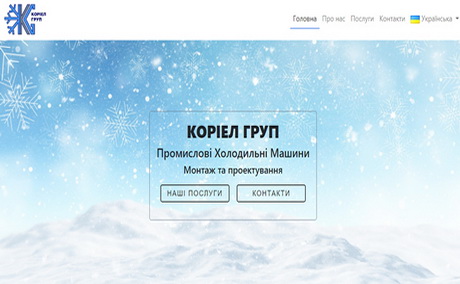 КОРІЕЛ
ГРУП
Головна Про нас Послуги Контакти Українська
КОРІЕЛ ГРУП
Промислові Холодильні Машини
Монтаж та проектування
НАШІ ПОСЛУГИ КОНТАКТИ